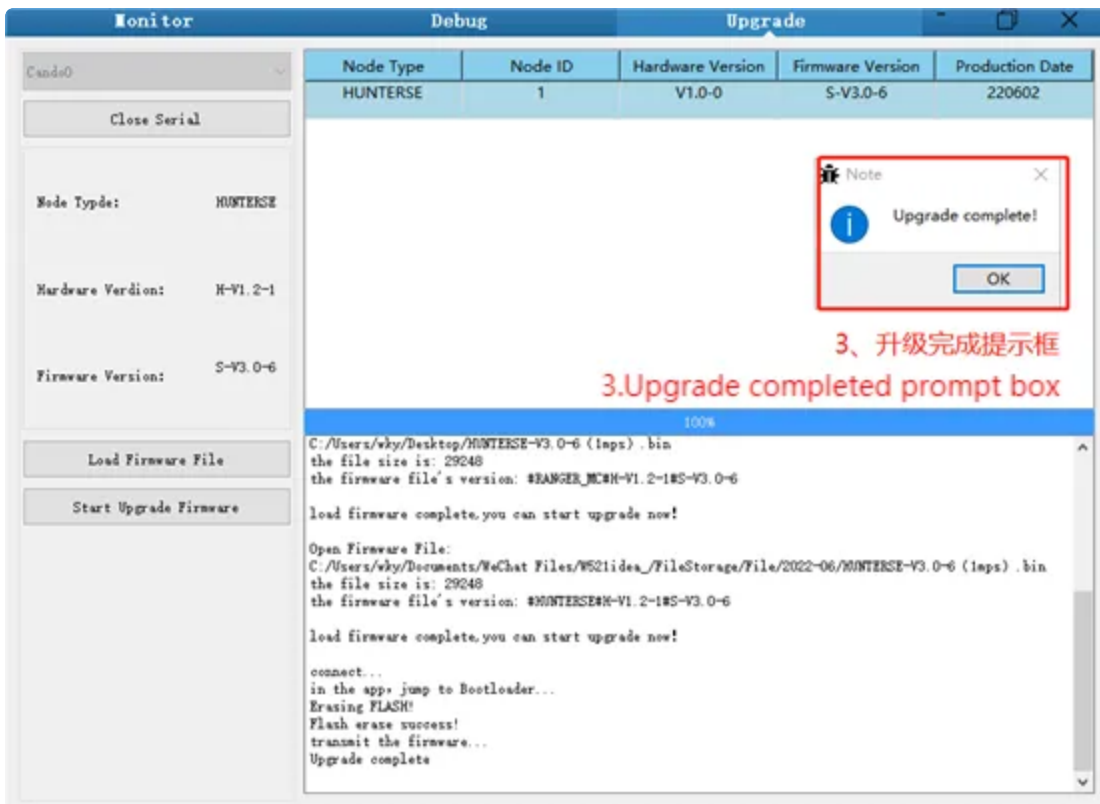 Monitor
Debug
Upgrade
Cando0
Close Serial
Node Typde:
HUNTERSE
Hardware Verdion:
H-V1.2-1
Firmware Version:
S-V3.0-6
Load Firmware File
Start Upgrade Firmware
Node Type
Node ID
Hardware Version
Firmware Version
Production Date
HUNTERSE
1
V1.0-0
S-V3.0-6
220602
Note
Upgrade complete!
OK
3、升级完成提示框
3.Upgrade completed prompt box
100%
C:/Users/wky/Desktop/HUNTERSE-V3.0-6 (1mps) .bin
the file size is: 29248
the firmware file's version: #RANGER_MC#H-V1.2-1#S-V3.0-6
load firmware complete,you can start upgrade now!
Open Firmware File:
C:/Users/wky/Documents/WeChat Files/W521idea_/FileStorage/File/2022-06/HUNTERSE-V3.0-6 (1mps) .bin
the file size is: 29248
the firmware file's version: #HUNTERSE#H-V1.2-1#S-V3.0-6
load firmware complete,you can start upgrade now!
connect...
in the app, jump to Bootloader...
Erasing FLASH!
Flash erase success!
transmit the firmware...
Upgrade complete